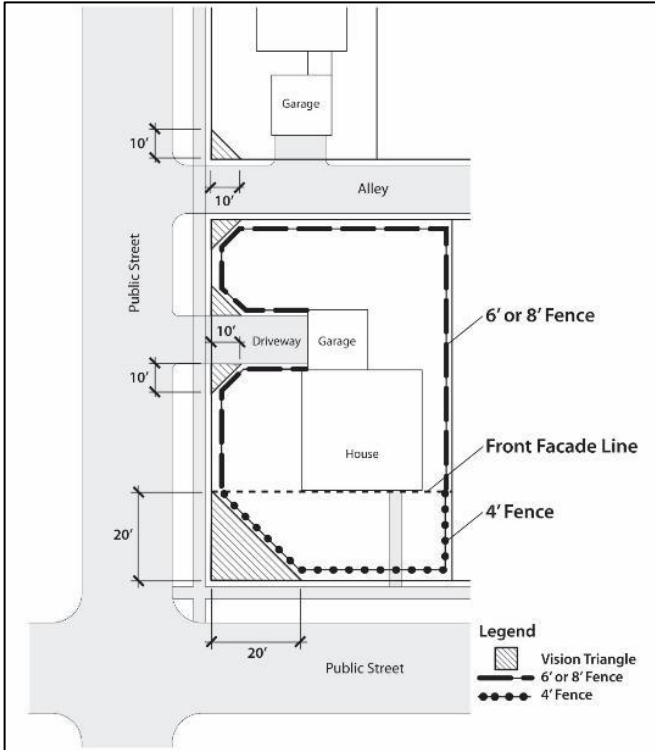 Garage
10'
Alley
10'
Public Street
6' or 8' Fence
10'
Driveway
Garage
10'
Front Facade Line
House
4' Fence
20'
Legend
20'
Vision Triangle
Public Street
6' or 8' Fence
4' Fence